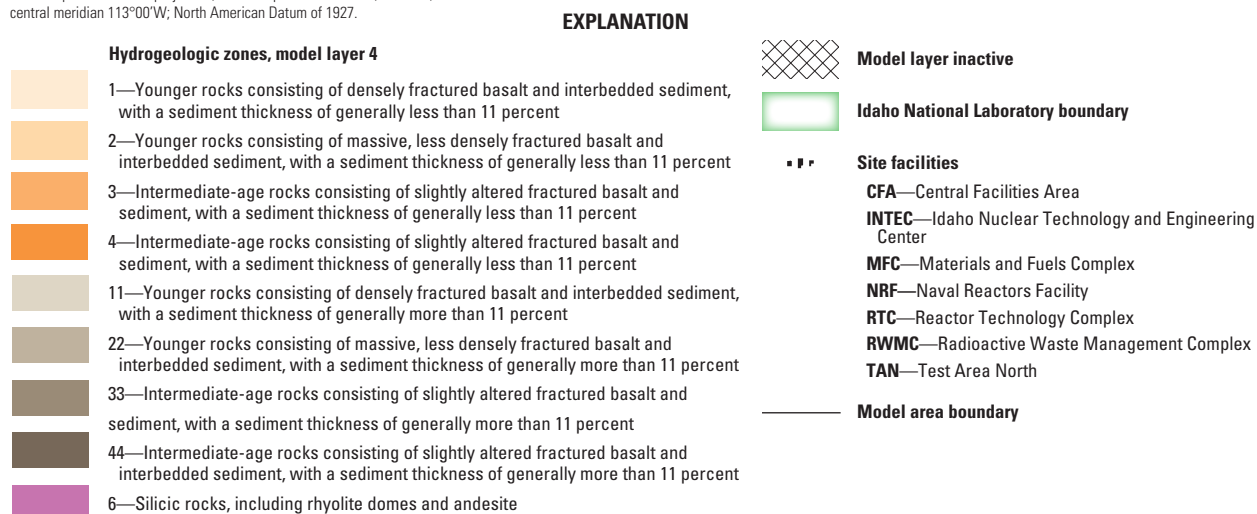 central meridian 113°00'W; North American Datum of 1927.
EXPLANATION
Hydrogeologic zones, model layer 4
1—Younger rocks consisting of densely fractured basalt and interbedded sediment,
with a sediment thickness of generally less than 11 percent
2—Younger rocks consisting of massive, less densely fractured basalt and
interbedded sediment, with a sediment thickness of generally less than 11 percent
3—Intermediate-age rocks consisting of slightly altered fractured basalt and
sediment, with a sediment thickness of generally less than 11 percent
4—Intermediate-age rocks consisting of slightly altered fractured basalt and
sediment, with a sediment thickness of generally less than 11 percent
11—Younger rocks consisting of densely fractured basalt and interbedded sediment,
with a sediment thickness of generally more than 11 percent
22—Younger rocks consisting of massive, less densely fractured basalt and
interbedded sediment, with a sediment thickness of generally more than 11 percent
33—Intermediate-age rocks consisting of slightly altered fractured basalt and
sediment, with a sediment thickness of generally more than 11 percent
44—Intermediate-age rocks consisting of slightly altered fractured basalt and
interbedded sediment, with a sediment thickness of generally more than 11 percent
6—Silicic rocks, including rhyolite domes and andesite
Model layer inactive
Idaho National Laboratory boundary
Site facilities
CFA—Central Facilities Area
INTEC—Idaho Nuclear Technology and Engineering
Center
MFC—Materials and Fuels Complex
NRF—Naval Reactors Facility
RTC—Reactor Technology Complex
RWMC—Radioactive Waste Management Complex
TAN—Test Area North
Model area boundary